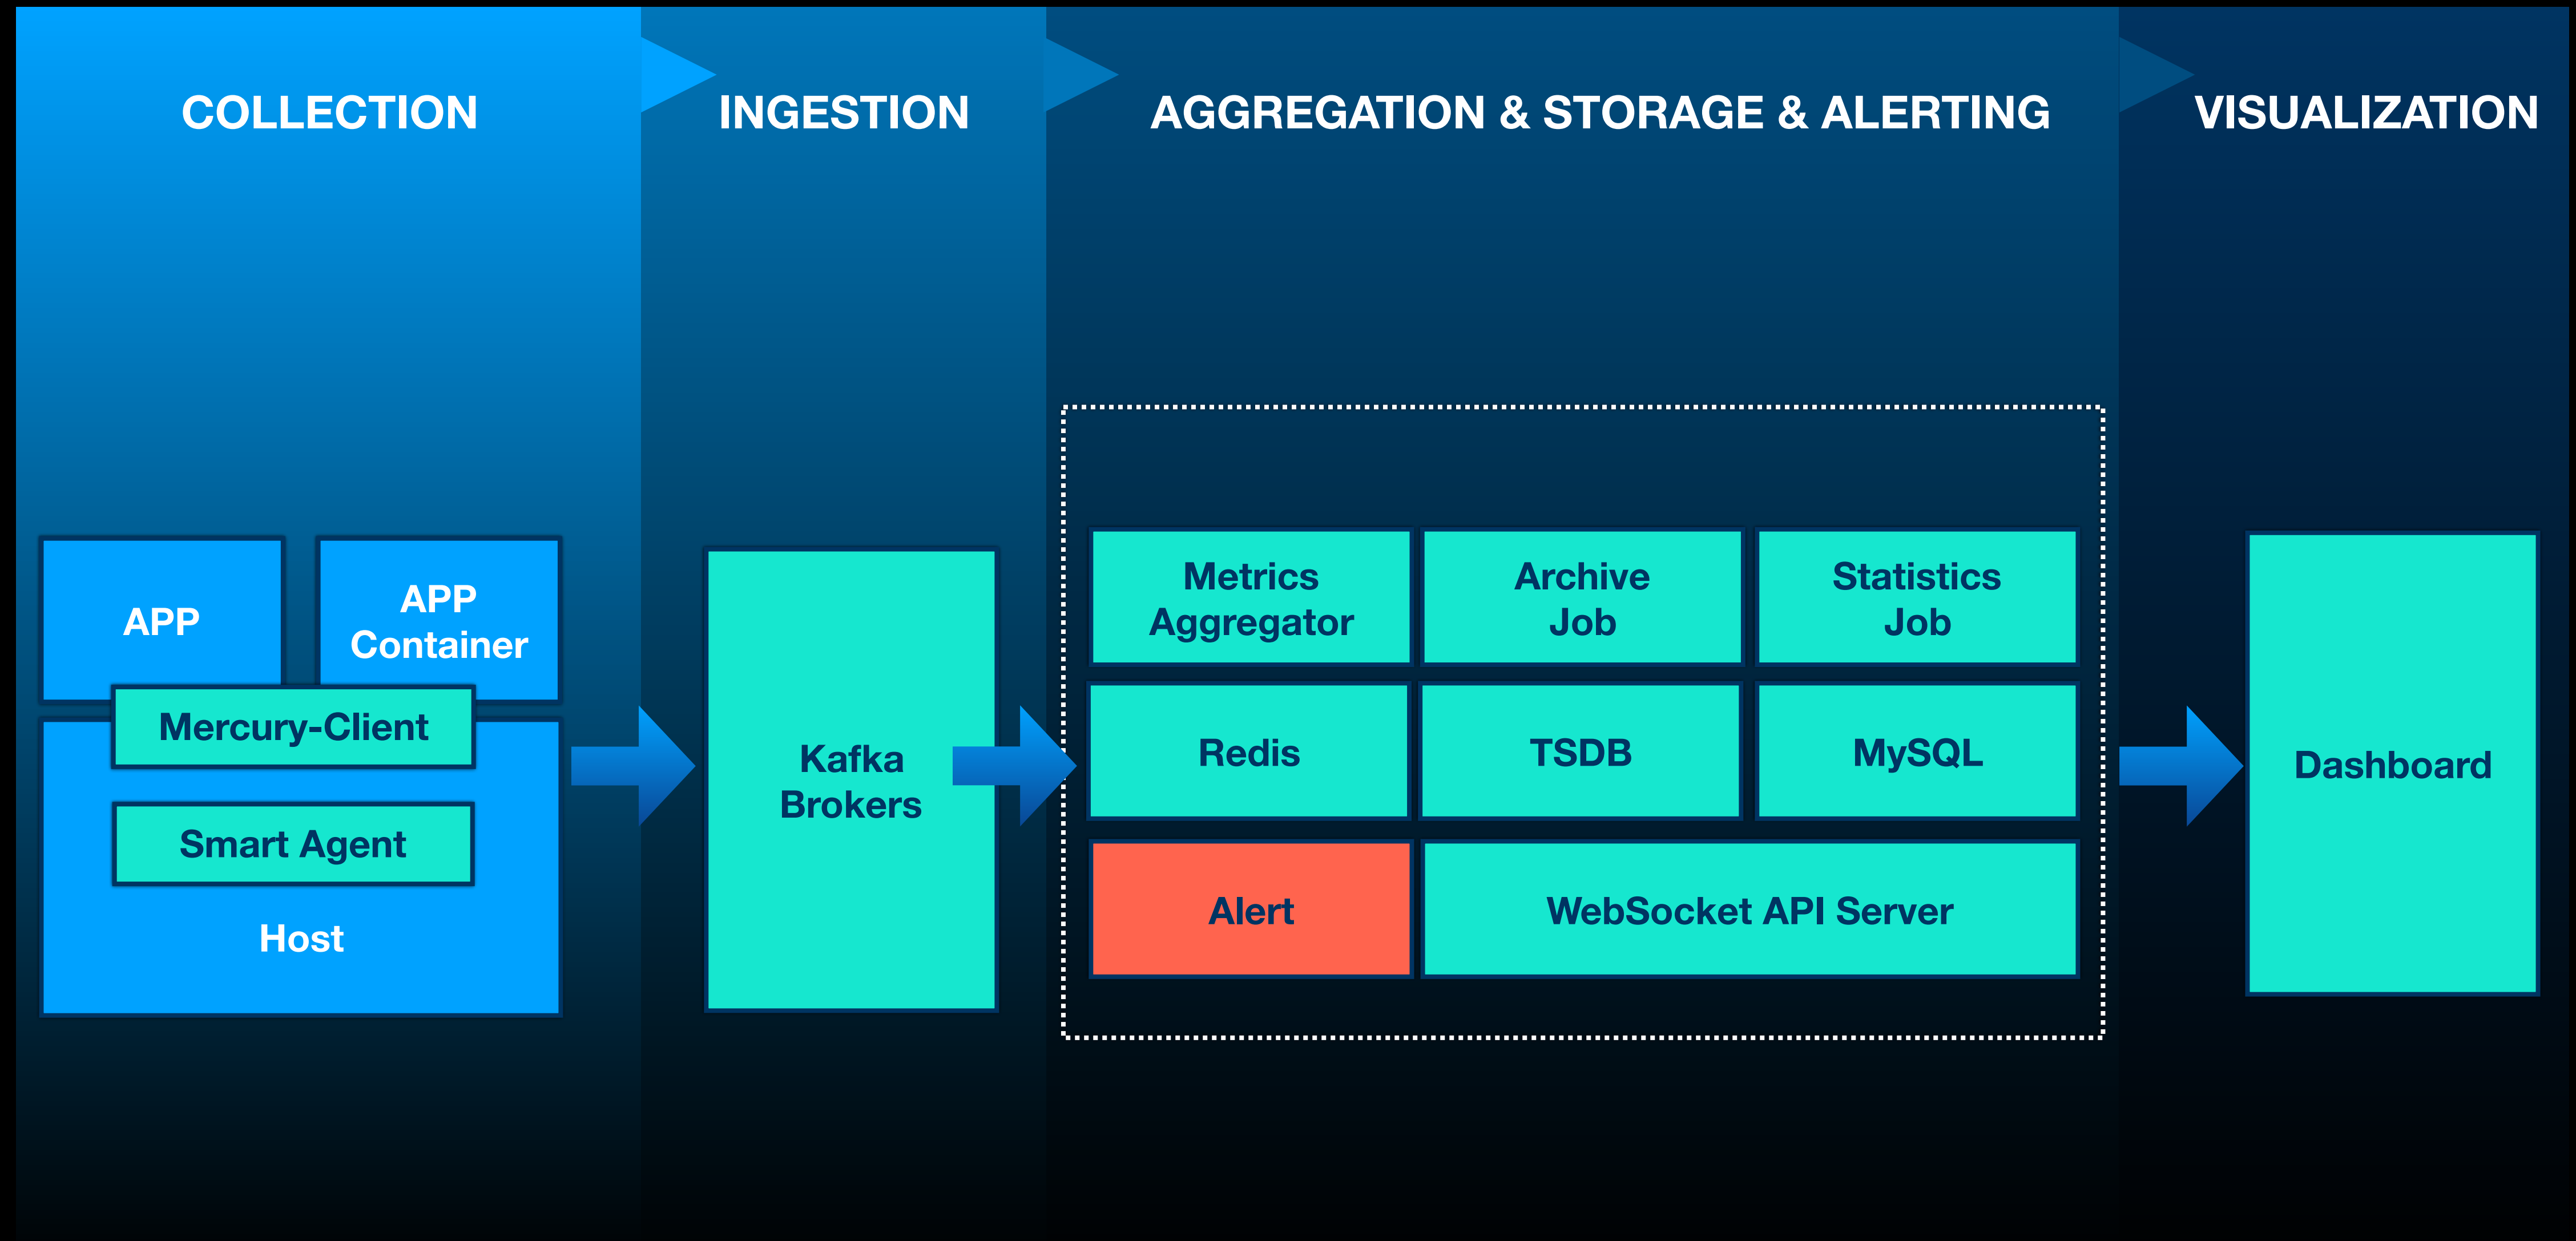 COLLECTION
INGESTION
AGGREGATION & STORAGE & ALERTING
VISUALIZATION
APP
APP
Container
Mercury-Client
Smart Agent
Host
Kafka
Brokers
Metrics
Aggregator
Archive
Job
Statistics
Job
Redis
TSDB
MySQL
Alert
WebSocket API Server
Dashboard